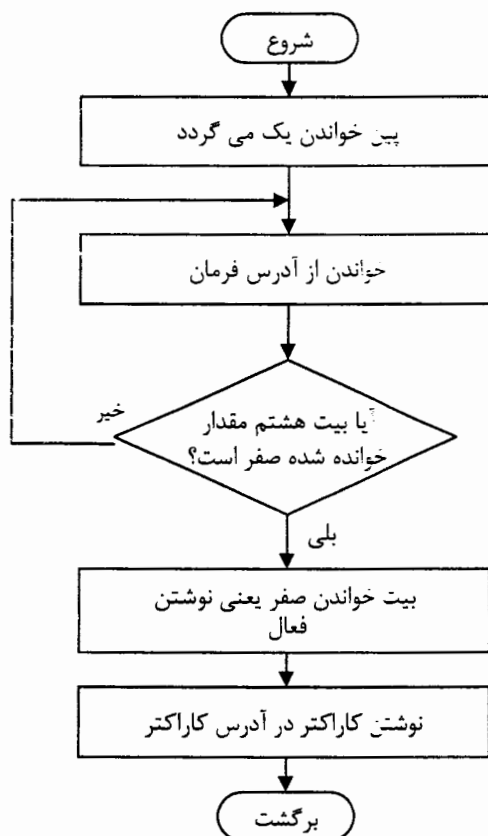 شروع
پین خواندن یک می گردد
خواندن از آدرس فرمان
آیا بیت هشتم مقدار
خوانده شده صفر است؟
خیر
بلی
بیت خواندن صفر یعنی نوشتن
فعال
نوشتن کاراکتر در آدرس کاراکتر
برگشت